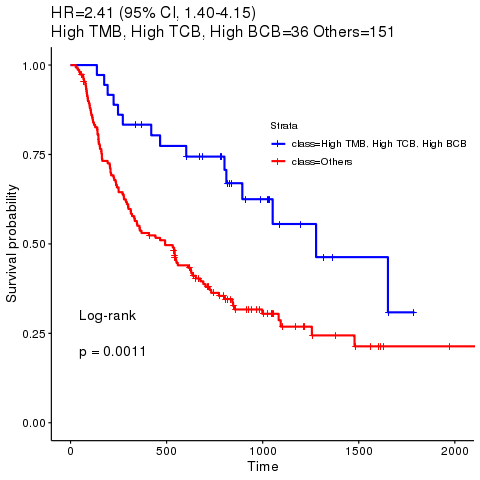 HR=2.41 (95% CI, 1.40-4.15)
High TMB, High TCB, High BCB=36 Others=151
Strata
class=High TMB. High TCB. High BCB
class=Others
Survival probability
1.00
0.75
0.50
0.25
0.00
Log-rank
p = 0.0011
0 500 1000 1500 2000
Time